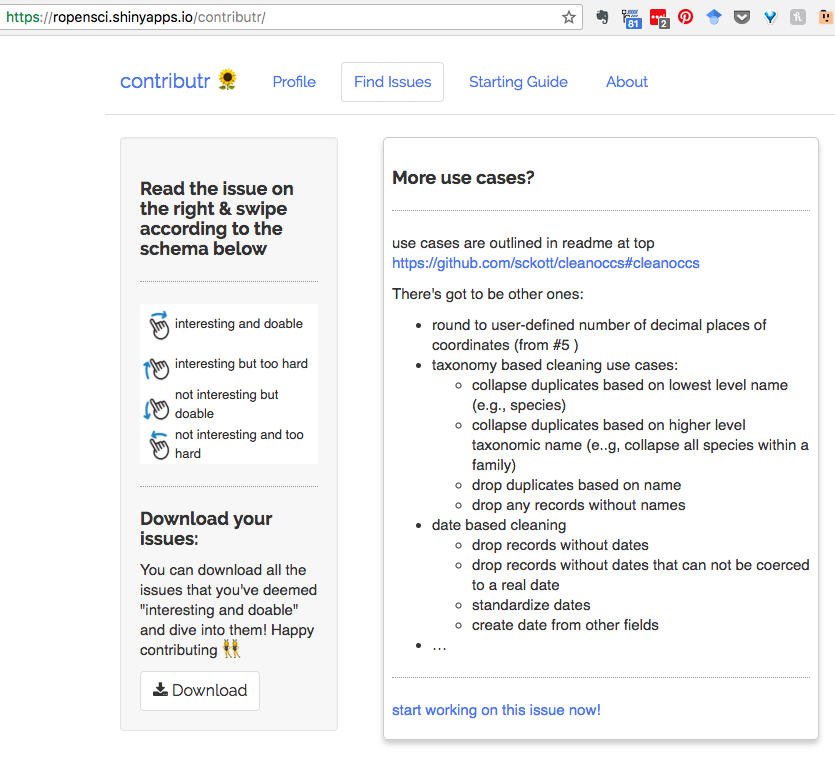 https://ropensci.shinyapps.io/contributr/
81
2
contributr
Profile
Find Issues
Starting Guide
About
Read the issue on
the right & swipe
according to the
schema below
interesting and doable
interesting but too hard
not interesting but
doable
not interesting and too
hard
Download your
issues:
You can download all the
issues that you've deemed
"interesting and doable"
and dive into them! Happy
contributing 👯
Download
More use cases?
use cases are outlined in readme at top
https://github.com/sckott/cleanoccs#cleanoccs
There's got to be other ones:
• round to user-defined number of decimal places of
coordinates (from #5 )
• taxonomy based cleaning use cases:
◦ collapse duplicates based on lowest level name
(e.g., species)
◦ collapse duplicates based on higher level
taxonomic name (e..g, collapse all species within a
family)
◦ drop duplicates based on name
◦ drop any records without names
• date based cleaning
◦ drop records without dates
◦ drop records without dates that can not be coerced
to a real date
◦ standardize dates
◦ create date from other fields
• …
start working on this issue now!